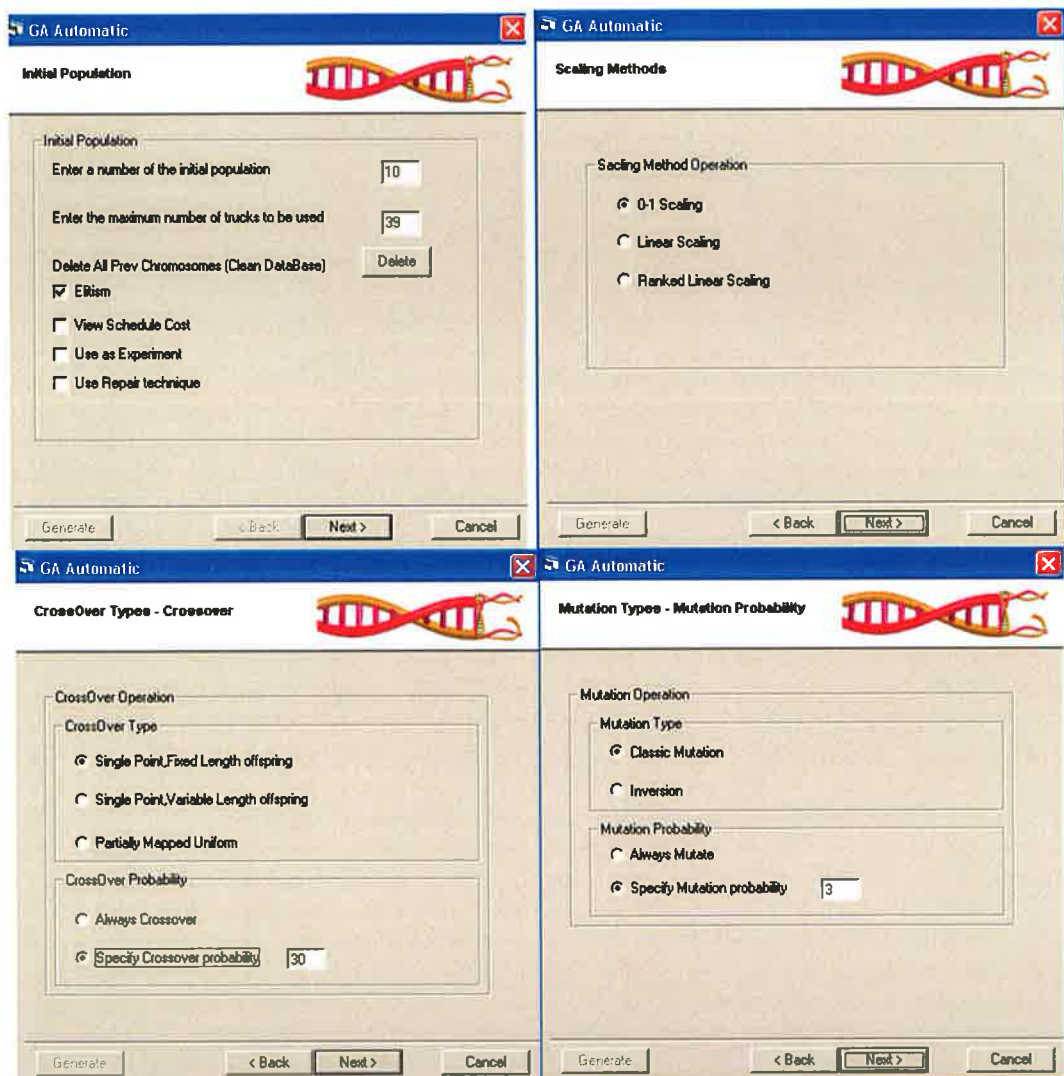 GA Automatic
Initial Population
Initial Population
Enter a number of the initial population 10
Enter the maximum number of trucks to be used 39
Delete All Prev Chromosomes (Clean DataBase) Delete
Elitism
View Schedule Cost
Use as Experiment
Use Repair technique
Generate < Back Next > Cancel
GA Automatic
Scaling Methods
Sacling Method Operation
0-1 Scaling
Linear Scaling
Ranked Linear Scaling
Generate < Back Next > Cancel
GA Automatic
CrossOver Types - Crossover
CrossOver Operation
CrossOver Type
Single Point,Fixed Length offspring
Single Point,Variable Length offspring
Partially Mapped Uniform
CrossOver Probability
Always Crossover
Specify Crossover probability 30
Generate < Back Next > Cancel
GA Automatic
Mutation Types - Mutation Probability
Mutation Operation
Mutation Type
Classic Mutation
Inversion
Mutation Probability
Always Mutate
Specify Mutation probability 3
Generate < Back Next > Cancel